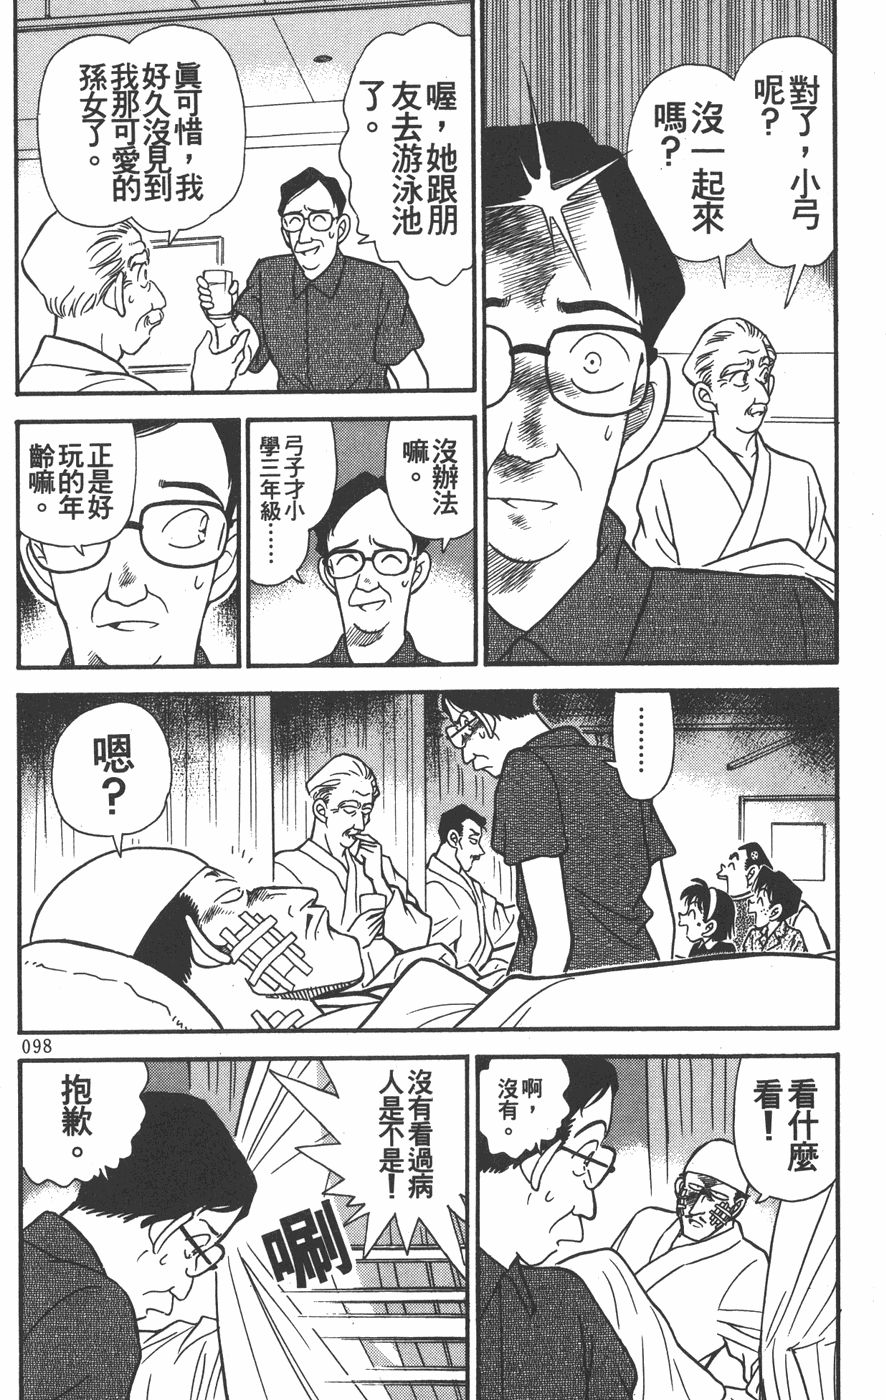 對了，小弓
呢？
沒一起來
嗎？
喔，她跟朋
友去游泳池
了。
眞可惜，我
好久沒見到
我那可愛的
孫女了。
沒辦法
嘛。
弓子才小
學三年級……
正是好
玩的年
齡嘛。
………
嗯？
098
看什麼
看！
啊，
沒有。
沒有看過病
人是不是！
唰
抱歉。